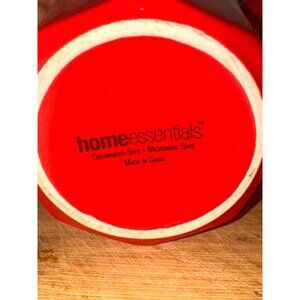 homeessentials™
DISHWASHER SAFE - MICROWAVE SAFE
MADE IN CHINA